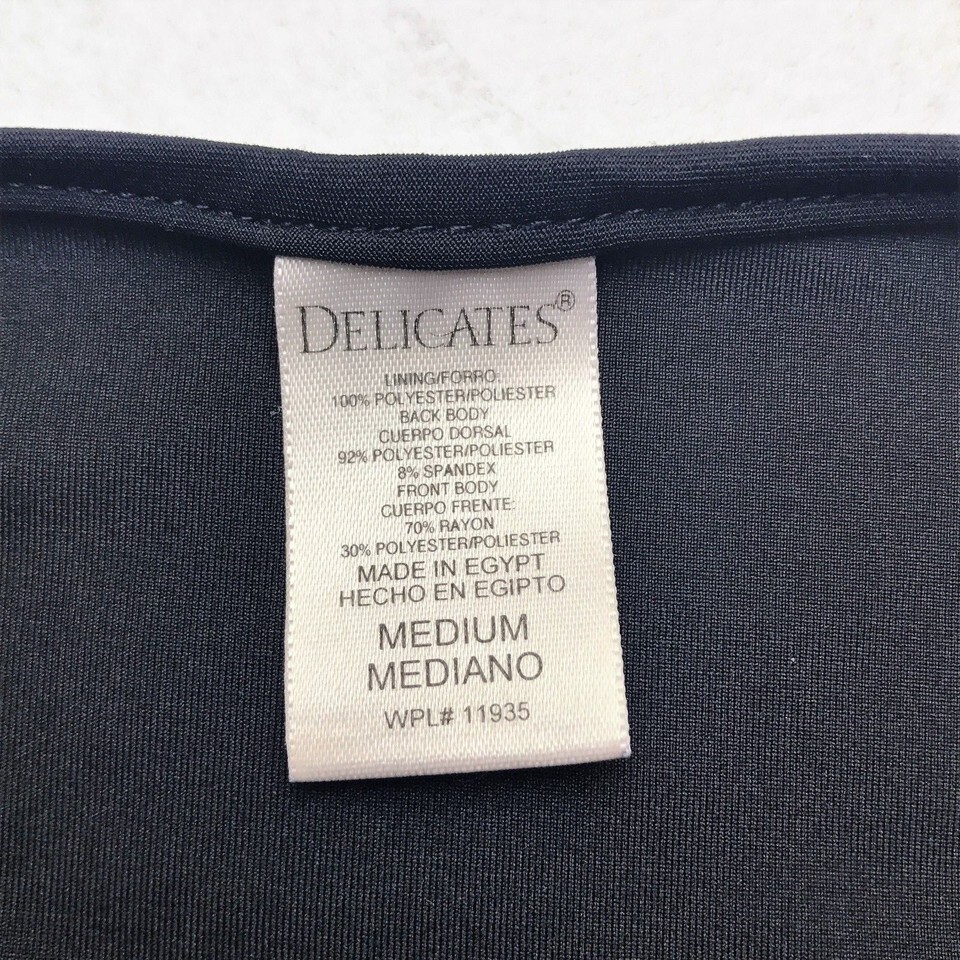 DELICATES®
LINING/FORRO
100% POLYESTER/POLIESTER
BACK BODY
CUERPO DORSAL
92% POLYESTER/POLIESTER
8% SPANDEX
FRONT BODY
CUERPO FRENTE:
70% RAYON
30% POLYESTER/POLIESTER
MADE IN EGYPT
HECHO EN EGIPTO
MEDIUM
MEDIANO
WPL# 11935